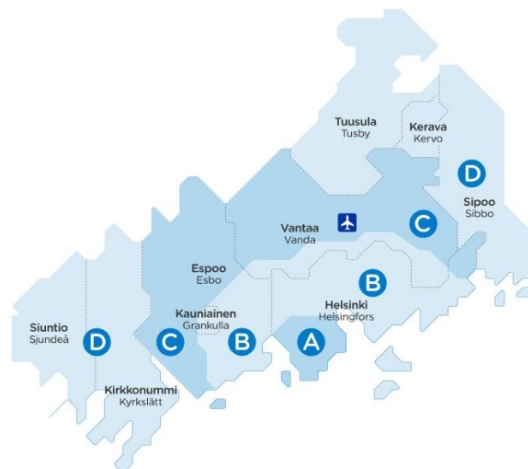 Tuusula
Tusby
Kerava
Kervo
D
Sipoo
Sibbo
Vantaa
Vanda
C
Espoo
Esbo
B
Helsinki
Helsingfors
Kauniainen
Grankulla
Siuntio
Sjundeå
D
C
B
A
Kirkkonummi
Kyrkslätt